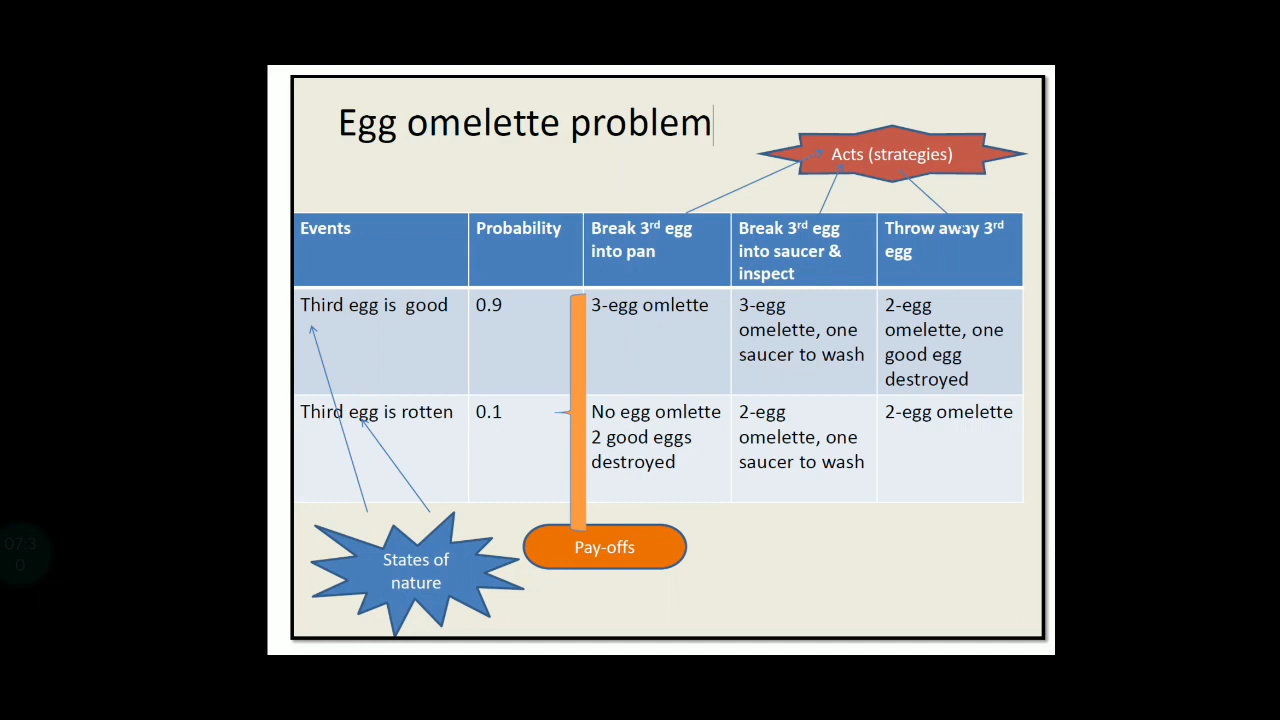 Egg omelette problem
Acts (strategies)
Events
Probability
Break 3rd egg
into pan
Break 3rd egg
into saucer &
inspect
Throw away 3rd
egg
Third egg is good
0.9
3-egg omlette
3-egg
omelette, one
saucer to wash
2-egg
omelette, one
good egg
destroyed
Third egg is rotten
0.1
No egg omlette
2 good eggs
destroyed
2-egg
omelette, one
saucer to wash
2-egg omelette
States of
nature
Pay-offs
07:3
0